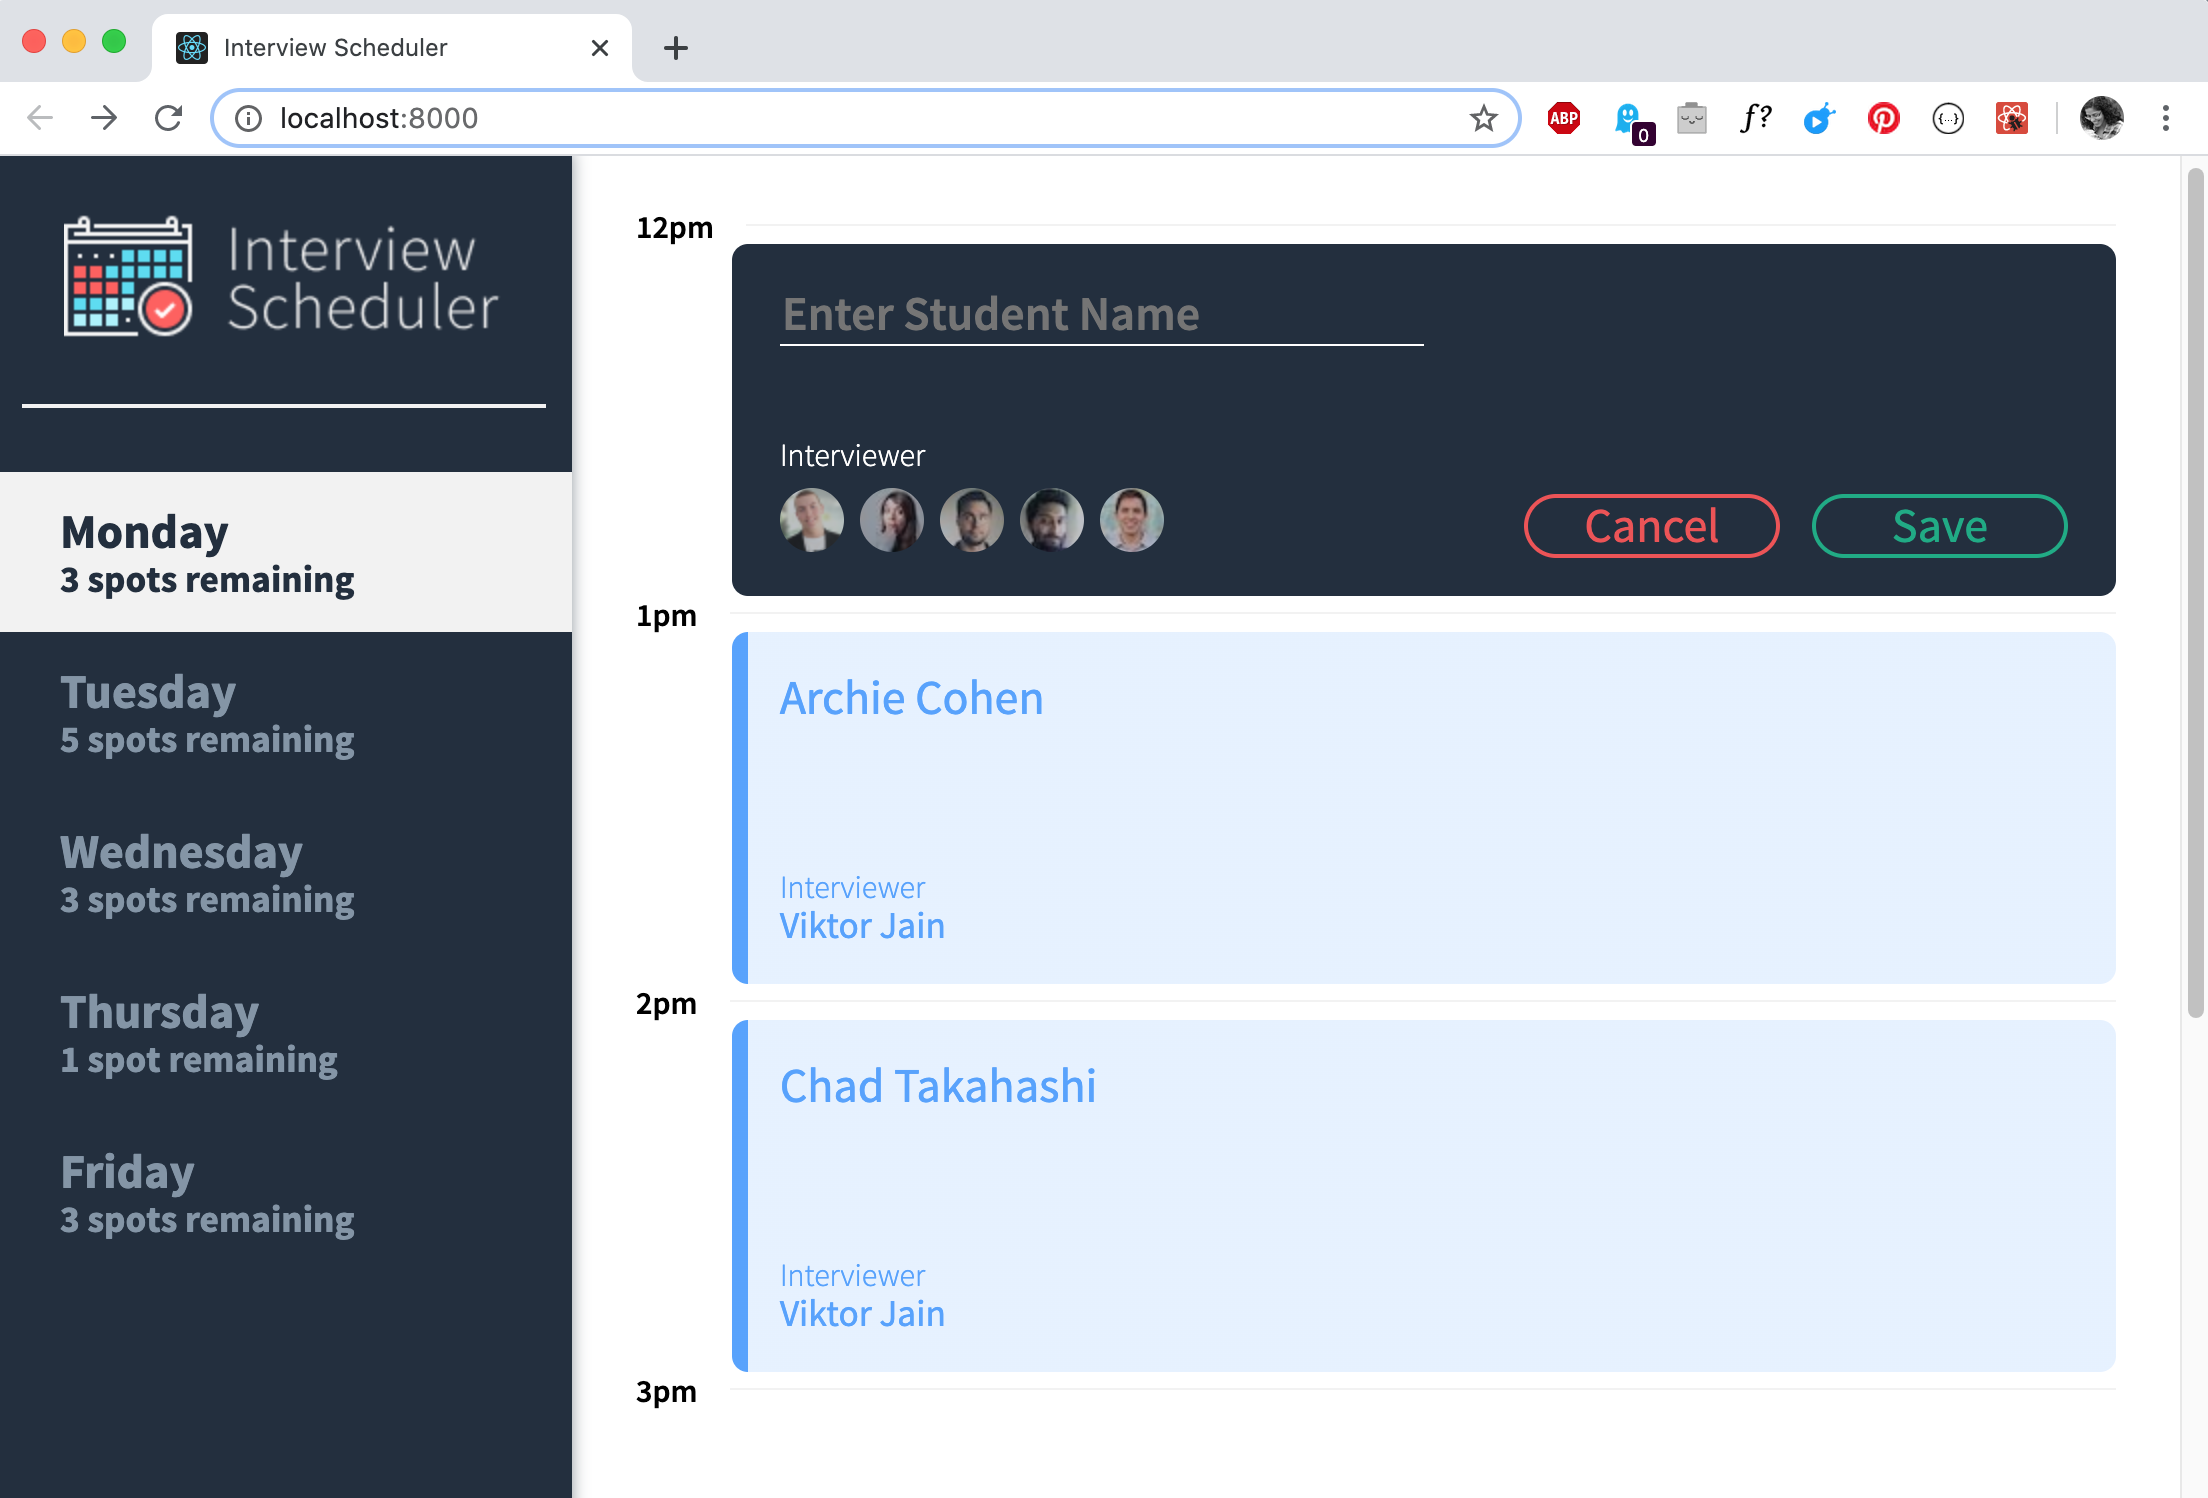 Interview Scheduler
localhost:8000
ABP
0
f?
{...}
Interview
Scheduler
Monday
3 spots remaining
Tuesday
5 spots remaining
Wednesday
3 spots remaining
Thursday
1 spot remaining
Friday
3 spots remaining
12pm
Enter Student Name
Interviewer
Cancel
Save
1pm
Archie Cohen
Interviewer
Viktor Jain
2pm
Chad Takahashi
Interviewer
Viktor Jain
3pm